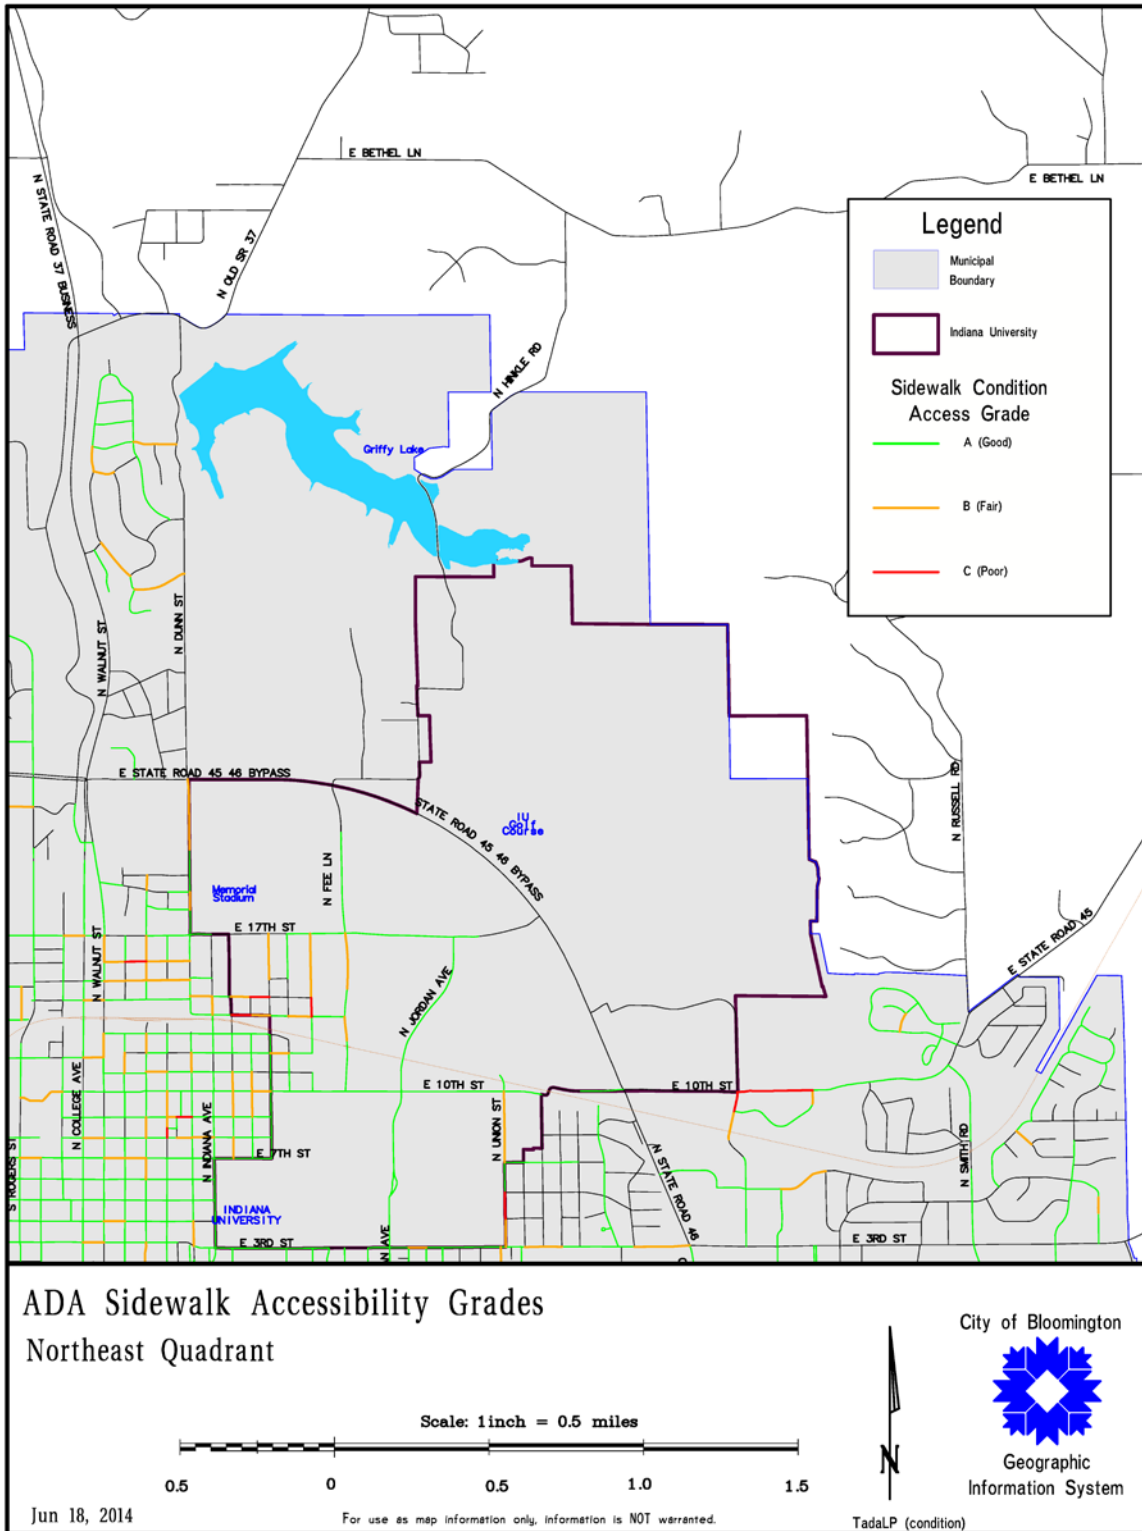 E BETHEL LN
E BETHEL LN
N STATE ROAD 37 BUSINESS
N OLD SR 37
Legend
Municipal
Boundary
Indiana University
Sidewalk Condition
Access Grade
A (Good)
B (Fair)
C (Poor)
N HINKLE RD
Griffy Lake
N DUNN ST
N WALNUT ST
E STATE ROAD 45 46 BYPASS
STATE ROAD 45 46 BYPASS
IU
Golf
Course
N RUSSELL RD
N FEE LN
Memorial
Stadium
E 17TH ST
N WALNUT ST
E STATE ROAD 45
N JORDAN AVE
E 10TH ST
E 10TH ST
N COLLEGE AVE
N INDIANA AVE
N UNION ST
E 7TH ST
N STATE ROAD 46
N SMITH RD
S ROGERS ST
INDIANA
UNIVERSITY
E 3RD ST
N AVE
E 3RD ST
ADA Sidewalk Accessibility Grades
Northeast Quadrant
Scale: 1 inch = 0.5 miles
0.5 0 0.5 1.0 1.5
Jun 18, 2014
For use as map information only, information is NOT warranted.
N
City of Bloomington
Geographic
Information System
TadaLP (condition)